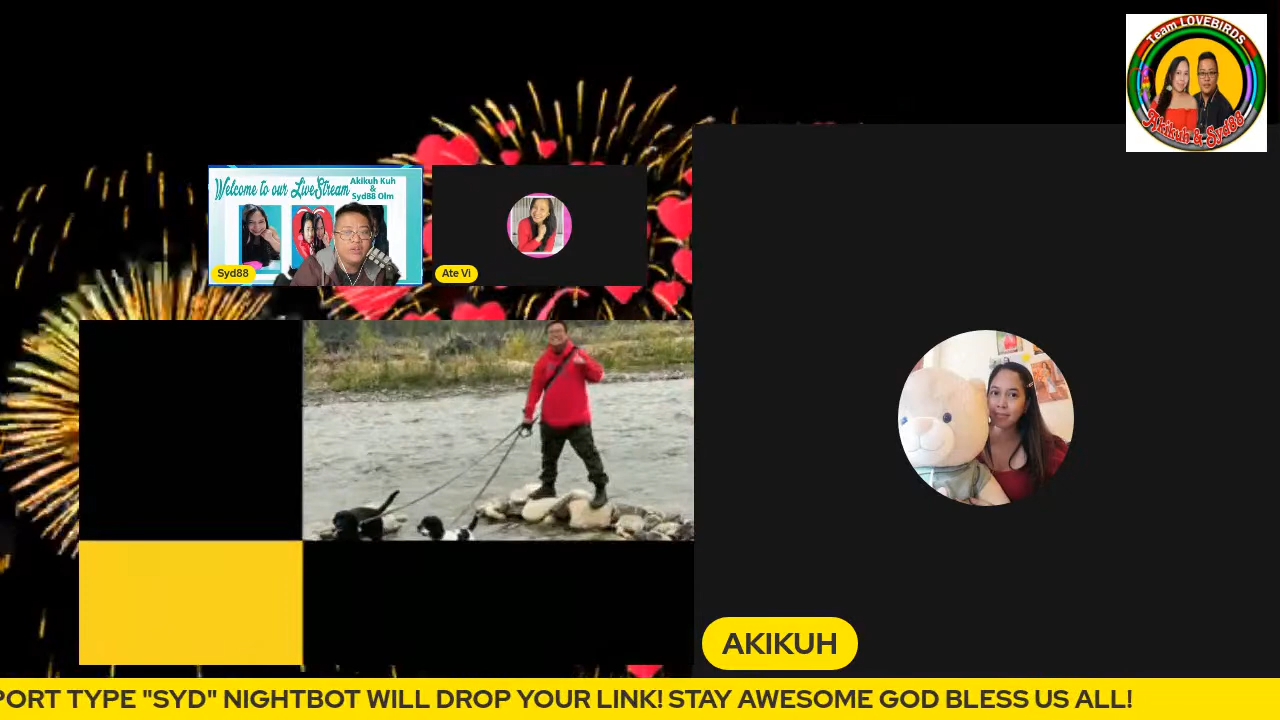 Team LOVEBIRDS
Akikuh & Syd88
Welcome to our LiveStream
Akikuh Kuh
&
Syd88 Olm
Syd88
Ate Vi
AKIKUH
PORT TYPE "SYD" NIGHTBOT WILL DROP YOUR LINK! STAY AWESOME GOD BLESS US ALL!